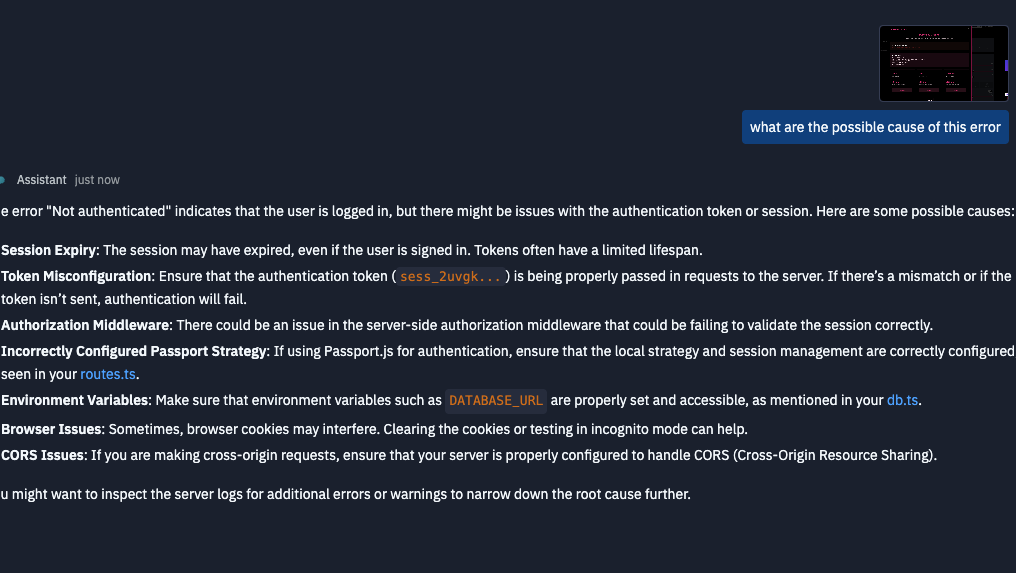 what are the possible cause of this error
Assistant just now
e error "Not authenticated" indicates that the user is logged in, but there might be issues with the authentication token or session. Here are some possible causes:
Session Expiry: The session may have expired, even if the user is signed in. Tokens often have a limited lifespan.
Token Misconfiguration: Ensure that the authentication token ( sess_2uvgk... ) is being properly passed in requests to the server. If there’s a mismatch or if the
token isn’t sent, authentication will fail.
Authorization Middleware: There could be an issue in the server-side authorization middleware that could be failing to validate the session correctly.
Incorrectly Configured Passport Strategy: If using Passport.js for authentication, ensure that the local strategy and session management are correctly configured
seen in your routes.ts.
Environment Variables: Make sure that environment variables such as DATABASE_URL are properly set and accessible, as mentioned in your db.ts.
Browser Issues: Sometimes, browser cookies may interfere. Clearing the cookies or testing in incognito mode can help.
CORS Issues: If you are making cross-origin requests, ensure that your server is properly configured to handle CORS (Cross-Origin Resource Sharing).
u might want to inspect the server logs for additional errors or warnings to narrow down the root cause further.